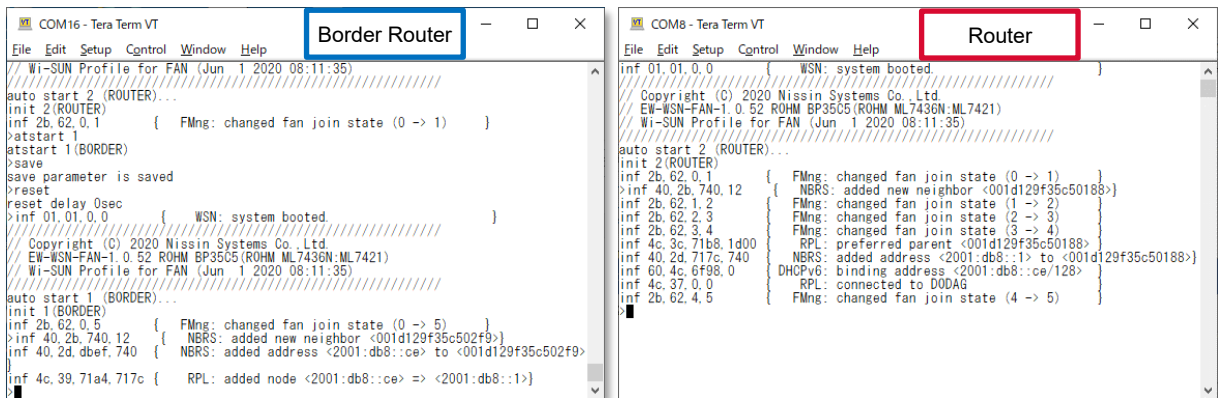 COM16 - Tera Term VT
Border Router
File Edit Setup Control Window Help
// Wi-SUN Profile for FAN (Jun  1 2020 08:11:35)
/////////////////////////////////////////////////////////
auto start 2 (ROUTER)...
init 2(ROUTER)
inf 2b, 62, 0, 1      {  FMng: changed fan join state (0 -> 1)     }
>atstart 1
atstart 1(BORDER)
>save
save parameter is saved
>reset
reset delay 0sec
>inf 01, 01, 0, 0      {    WSN: system booted.                     }
/////////////////////////////////////////////////////////
// Copyright (C) 2020 Nissin Systems Co.,Ltd.
// EW-WSN-FAN-1.0.52 ROHM BP35C5(ROHM ML7436N:ML7421)
// Wi-SUN Profile for FAN (Jun  1 2020 08:11:35)
/////////////////////////////////////////////////////////
auto start 1 (BORDER)...
init 1(BORDER)
inf 2b, 62, 0, 5      {  FMng: changed fan join state (0 -> 5)     }
>inf 40, 2b, 740, 12    {   NBRS: added new neighbor <001d129f35c502f9>}
inf 40, 2d, dbef, 740  {   NBRS: added address <2001:db8::ce> to <001d129f35c502f9>
}
inf 4c, 39, 71a4, 717c {    RPL: added node <2001:db8::ce> => <2001:db8::1>}
>
COM8 - Tera Term VT
Router
File Edit Setup Control Window Help
inf 01, 01, 0, 0      {    WSN: system booted.                     }
/////////////////////////////////////////////////////////
// Copyright (C) 2020 Nissin Systems Co.,Ltd.
// EW-WSN-FAN-1.0.52 ROHM BP35C5(ROHM ML7436N:ML7421)
// Wi-SUN Profile for FAN (Jun  1 2020 08:11:35)
/////////////////////////////////////////////////////////
auto start 2 (ROUTER)...
init 2(ROUTER)
inf 2b, 62, 0, 1      {  FMng: changed fan join state (0 -> 1)     }
>inf 40, 2b, 740, 12    {   NBRS: added new neighbor <001d129f35c50188>}
inf 2b, 62, 1, 2      {  FMng: changed fan join state (1 -> 2)     }
inf 2b, 62, 2, 3      {  FMng: changed fan join state (2 -> 3)     }
inf 2b, 62, 3, 4      {  FMng: changed fan join state (3 -> 4)     }
inf 4c, 3c, 71b8, 1d00 {    RPL: preferred parent <001d129f35c50188> }
inf 40, 2d, 717c, 740  {   NBRS: added address <2001:db8::1> to <001d129f35c50188>}
inf 60, 4c, 6f98, 0    { DHCPv6: binding address <2001:db8::ce/128>  }
inf 4c, 37, 0, 0       {    RPL: connected to DODAG                  }
inf 2b, 62, 4, 5      {  FMng: changed fan join state (4 -> 5)     }
>